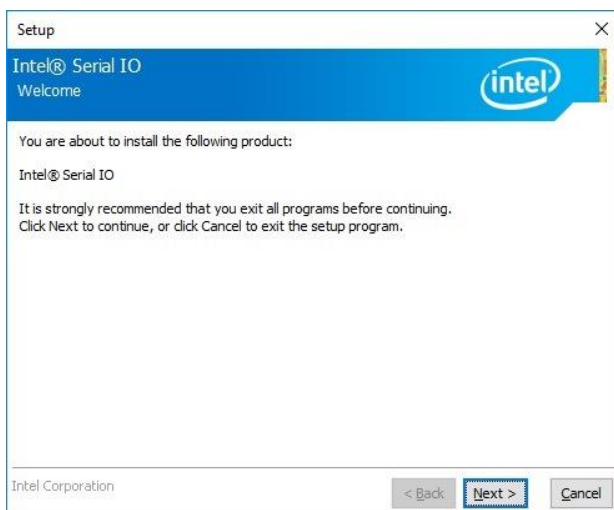 Setup
Intel® Serial IO
Welcome
intel
You are about to install the following product:
Intel® Serial IO
It is strongly recommended that you exit all programs before continuing.
Click Next to continue, or click Cancel to exit the setup program.
Intel Corporation
< Back Next > Cancel